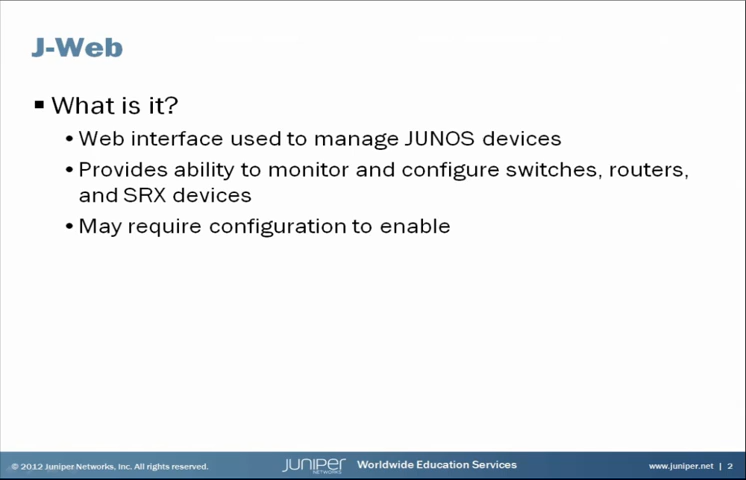 J-Web
▪ What is it?
• Web interface used to manage JUNOS devices
• Provides ability to monitor and configure switches, routers,
and SRX devices
• May require configuration to enable
© 2012 Juniper Networks, Inc. All rights reserved.
JUNIPER
NETWORKS
Worldwide Education Services
www.juniper.net | 2